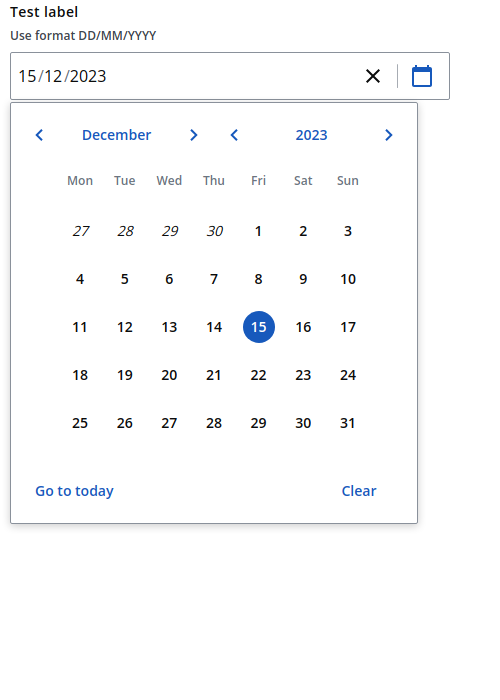 Test label
Use format DD/MM/YYYY
15/12/2023
December 2023
Mon Tue Wed Thu Fri Sat Sun
27 28 29 30 1 2 3
4 5 6 7 8 9 10
11 12 13 14 15 16 17
18 19 20 21 22 23 24
25 26 27 28 29 30 31
Go to today Clear